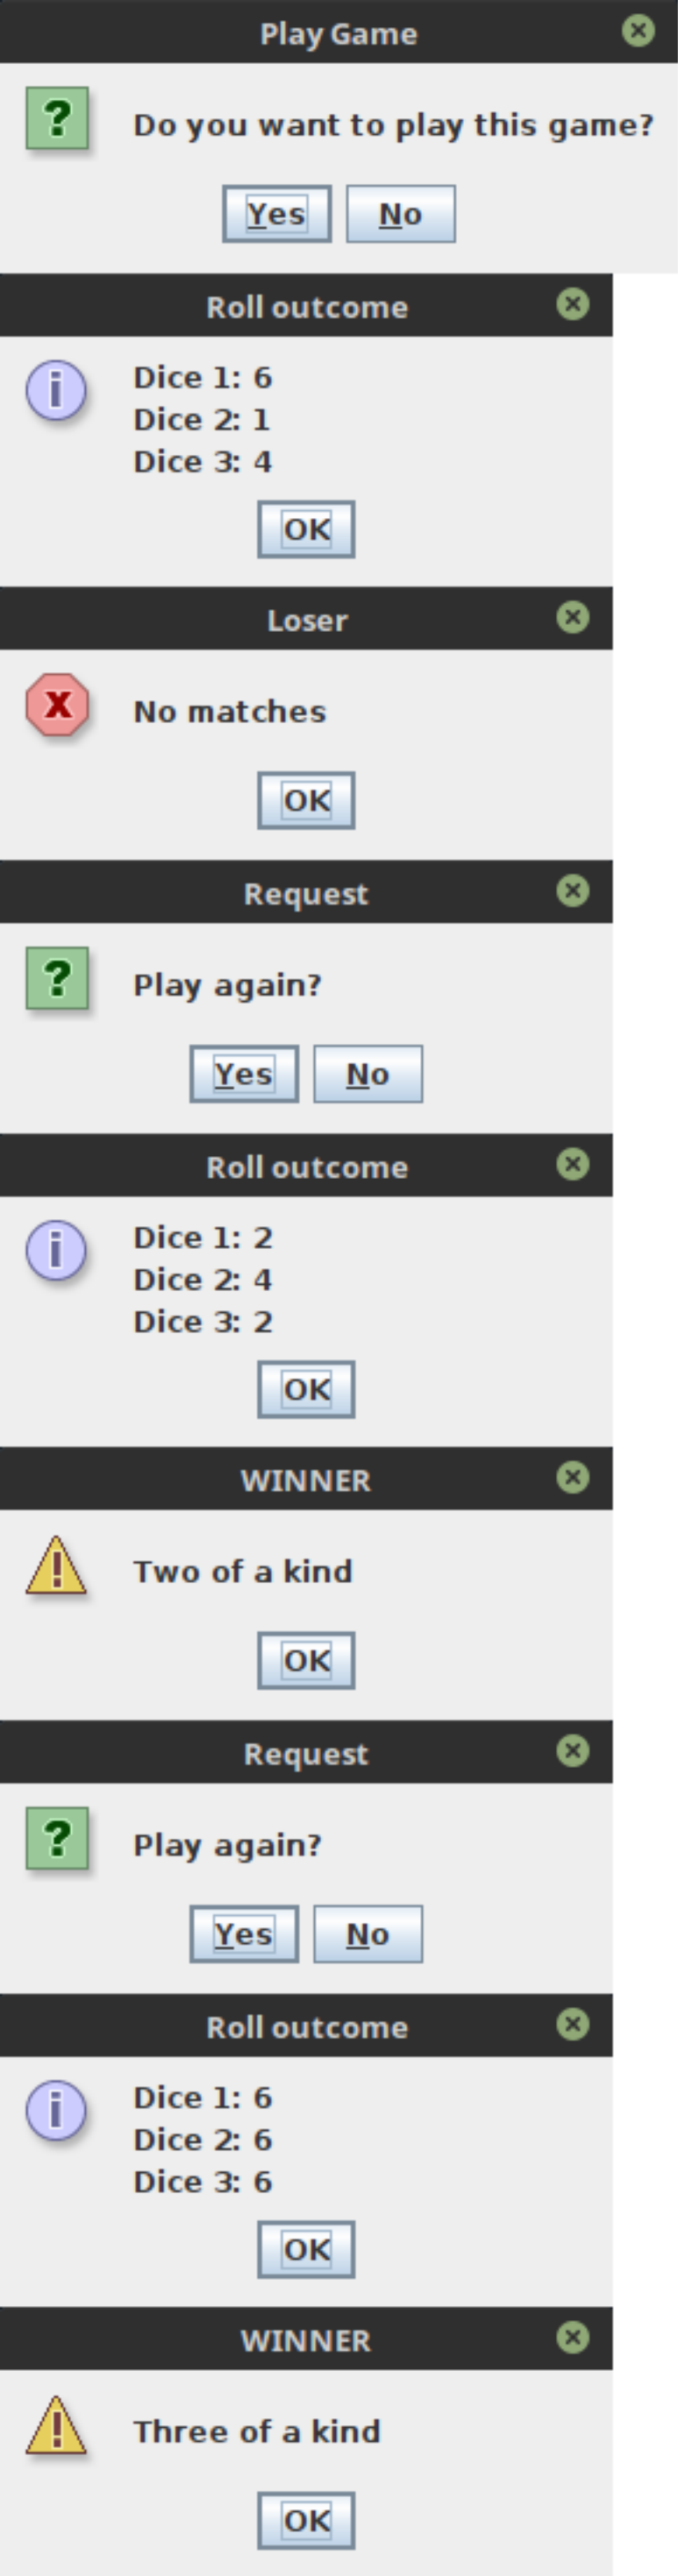 Play Game
? Do you want to play this game?
Yes No
Roll outcome
i Dice 1: 6
Dice 2: 1
Dice 3: 4
OK
Loser
X No matches
OK
Request
? Play again?
Yes No
Roll outcome
i Dice 1: 2
Dice 2: 4
Dice 3: 2
OK
WINNER
! Two of a kind
OK
Request
? Play again?
Yes No
Roll outcome
i Dice 1: 6
Dice 2: 6
Dice 3: 6
OK
WINNER
! Three of a kind
OK